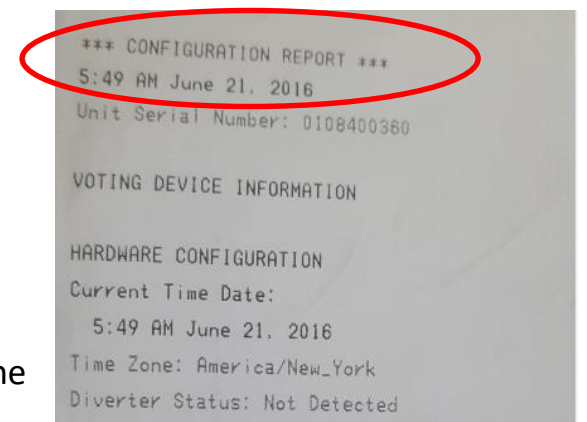 *** CONFIGURATION REPORT ***
5:49 AM June 21, 2016
Unit Serial Number: 0108400360
VOTING DEVICE INFORMATION
HARDWARE CONFIGURATION
Current Time Date:
5:49 AM June 21, 2016
Time Zone: America/New_York
ne
Diverter Status: Not Detected